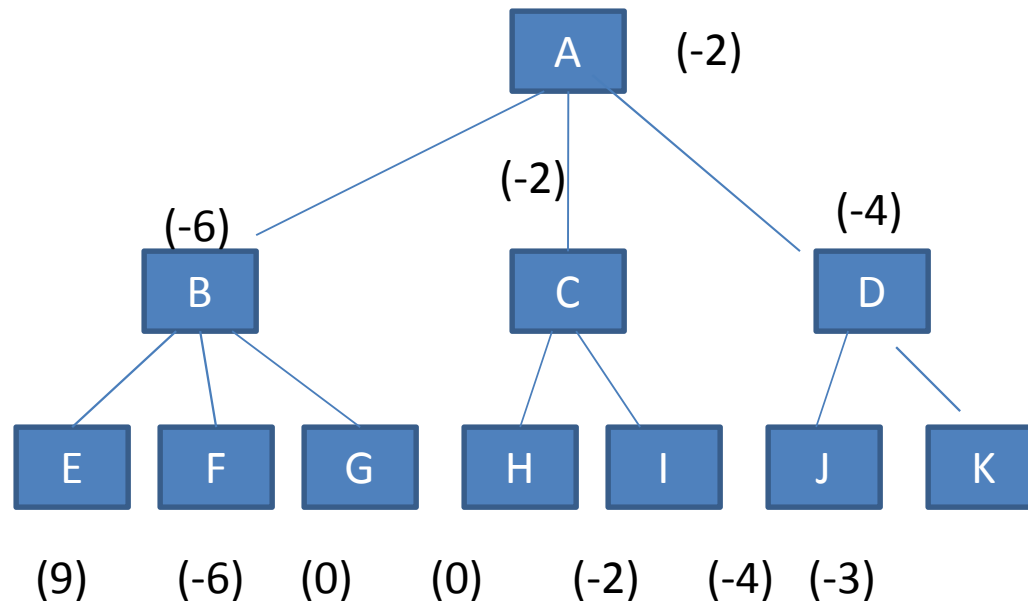 A (-2)
(-2)
(-6) (-4)
B C D
E F G H I J K
(9) (-6) (0) (0) (-2) (-4) (-3)